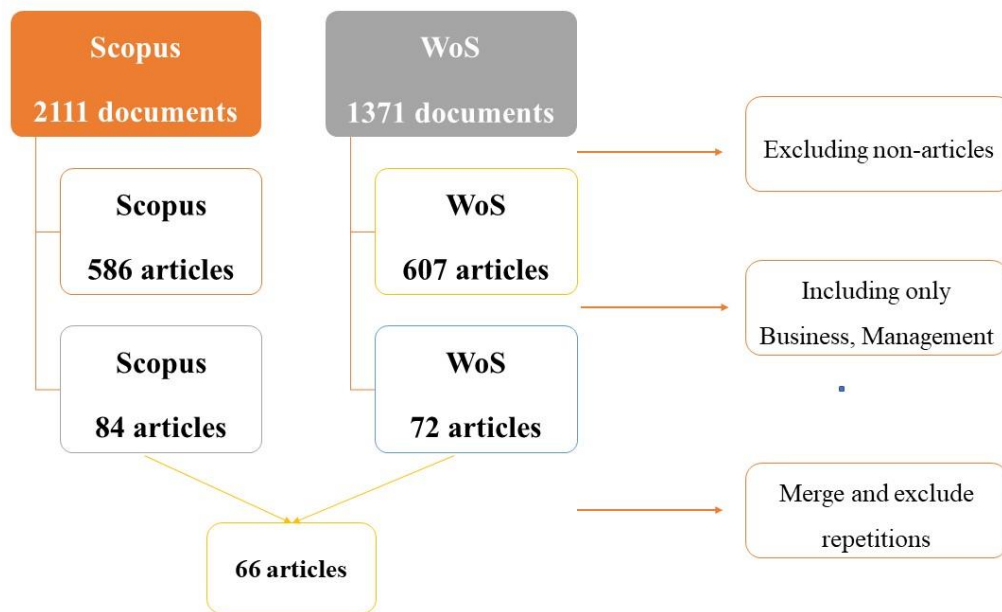 Scopus
2111 documents
WoS
1371 documents
Excluding non-articles
Scopus
586 articles
WoS
607 articles
Including only
Business, Management
Scopus
84 articles
WoS
72 articles
Merge and exclude
repetitions
66 articles